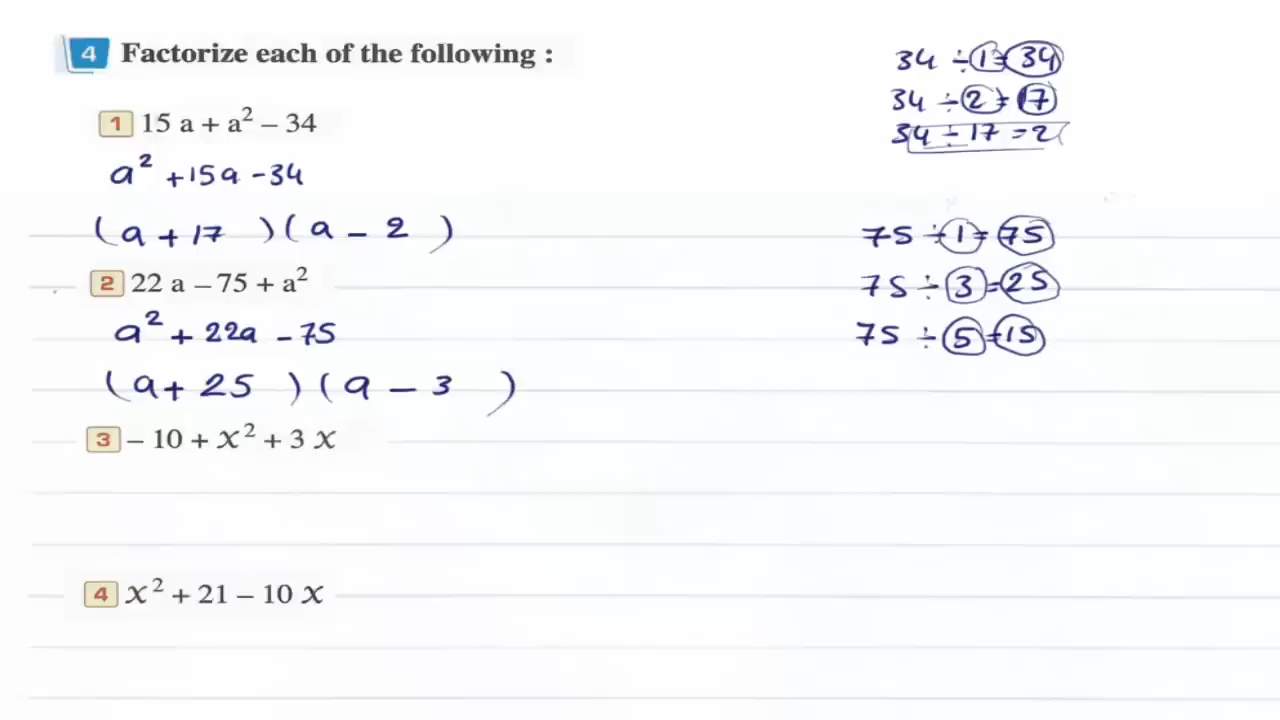 4 Factorize each of the following :
1 15 a + a² – 34
a² + 15a - 34
(a + 17 ) (a - 2 )
2 22 a – 75 + a²
a² + 22a - 75
(a + 25 ) (a - 3 )
3 – 10 + x² + 3 x
4 x² + 21 – 10 x
34 ÷ 1 = 34
34 ÷ 2 = 17
34 ÷ 17 = 2
75 ÷ 1 = 75
75 ÷ 3 = 25
75 ÷ 5 = 15